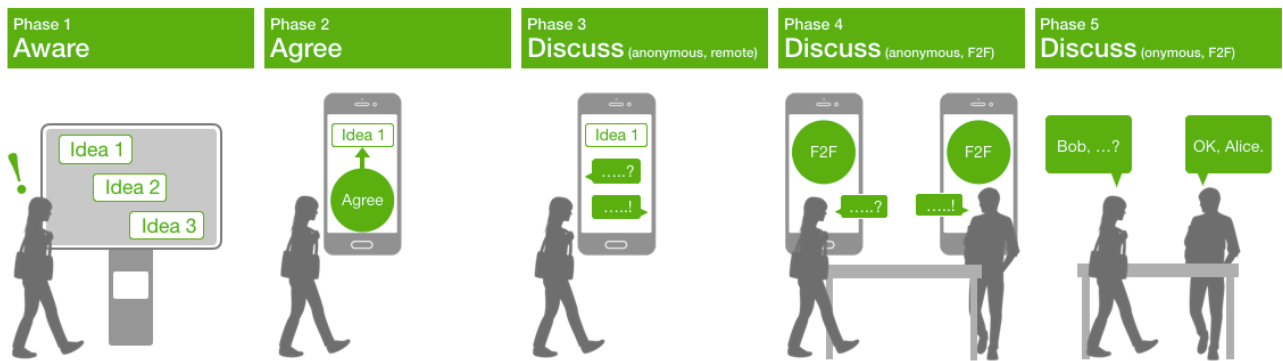 Phase 1
Aware
!
Idea 1
Idea 2
Idea 3
Phase 2
Agree
Idea 1
Agree
Phase 3
Discuss (anonymous, remote)
Idea 1
.....?
.....!
Phase 4
Discuss (anonymous, F2F)
F2F
F2F
.....?
.....!
Phase 5
Discuss (onymous, F2F)
Bob, ...?
OK, Alice.